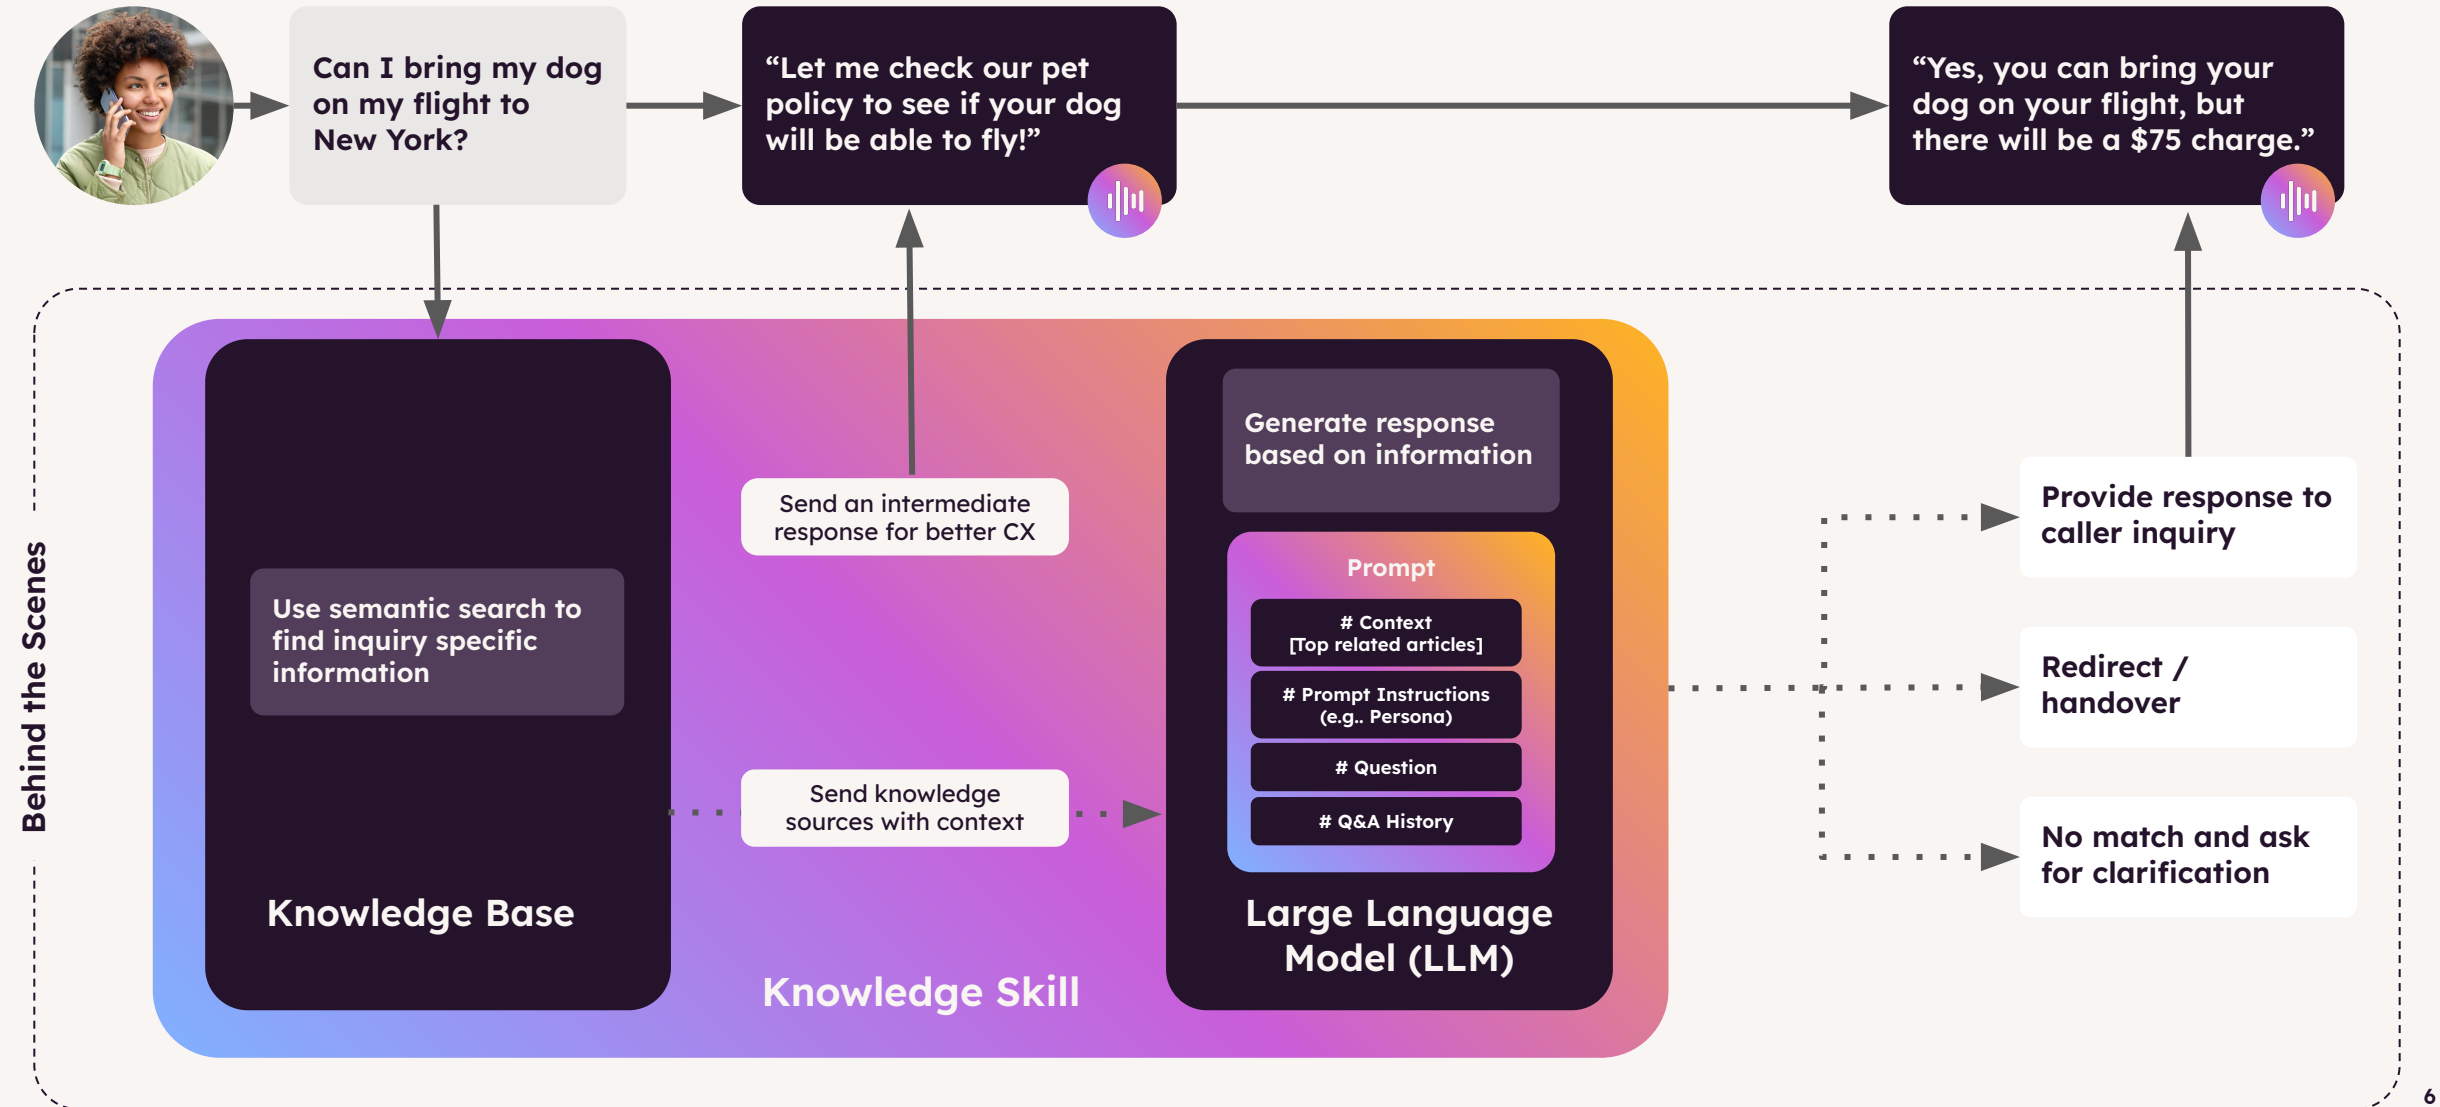 Can I bring my dog
on my flight to
New York?
“Let me check our pet
policy to see if your dog
will be able to fly!”
“Yes, you can bring your
dog on your flight, but
there will be a $75 charge.”
Behind the Scenes
Use semantic search to
find inquiry specific
information
Knowledge Base
Send an intermediate
response for better CX
Send knowledge
sources with context
Knowledge Skill
Generate response
based on information
Prompt
# Context
[Top related articles]
# Prompt Instructions
(e.g.. Persona)
# Question
# Q&A History
Large Language
Model (LLM)
Provide response to
caller inquiry
Redirect /
handover
No match and ask
for clarification
6